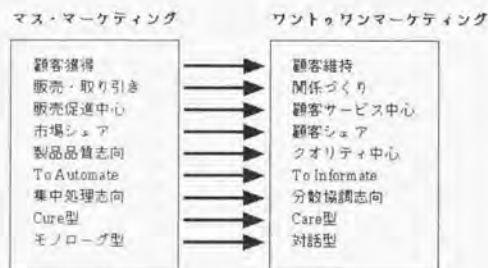 マス・マーケティング
ワントゥワンマーケティング
顧客獲得
顧客維持
販売・取り引き
関係づくり
販売促進中心
顧客サービス中心
市場シェア
顧客シェア
製品品質志向
クオリティ中心
To Automate
To Informate
集中処理志向
分散協調志向
Cure型
Care型
モノローグ型
対話型